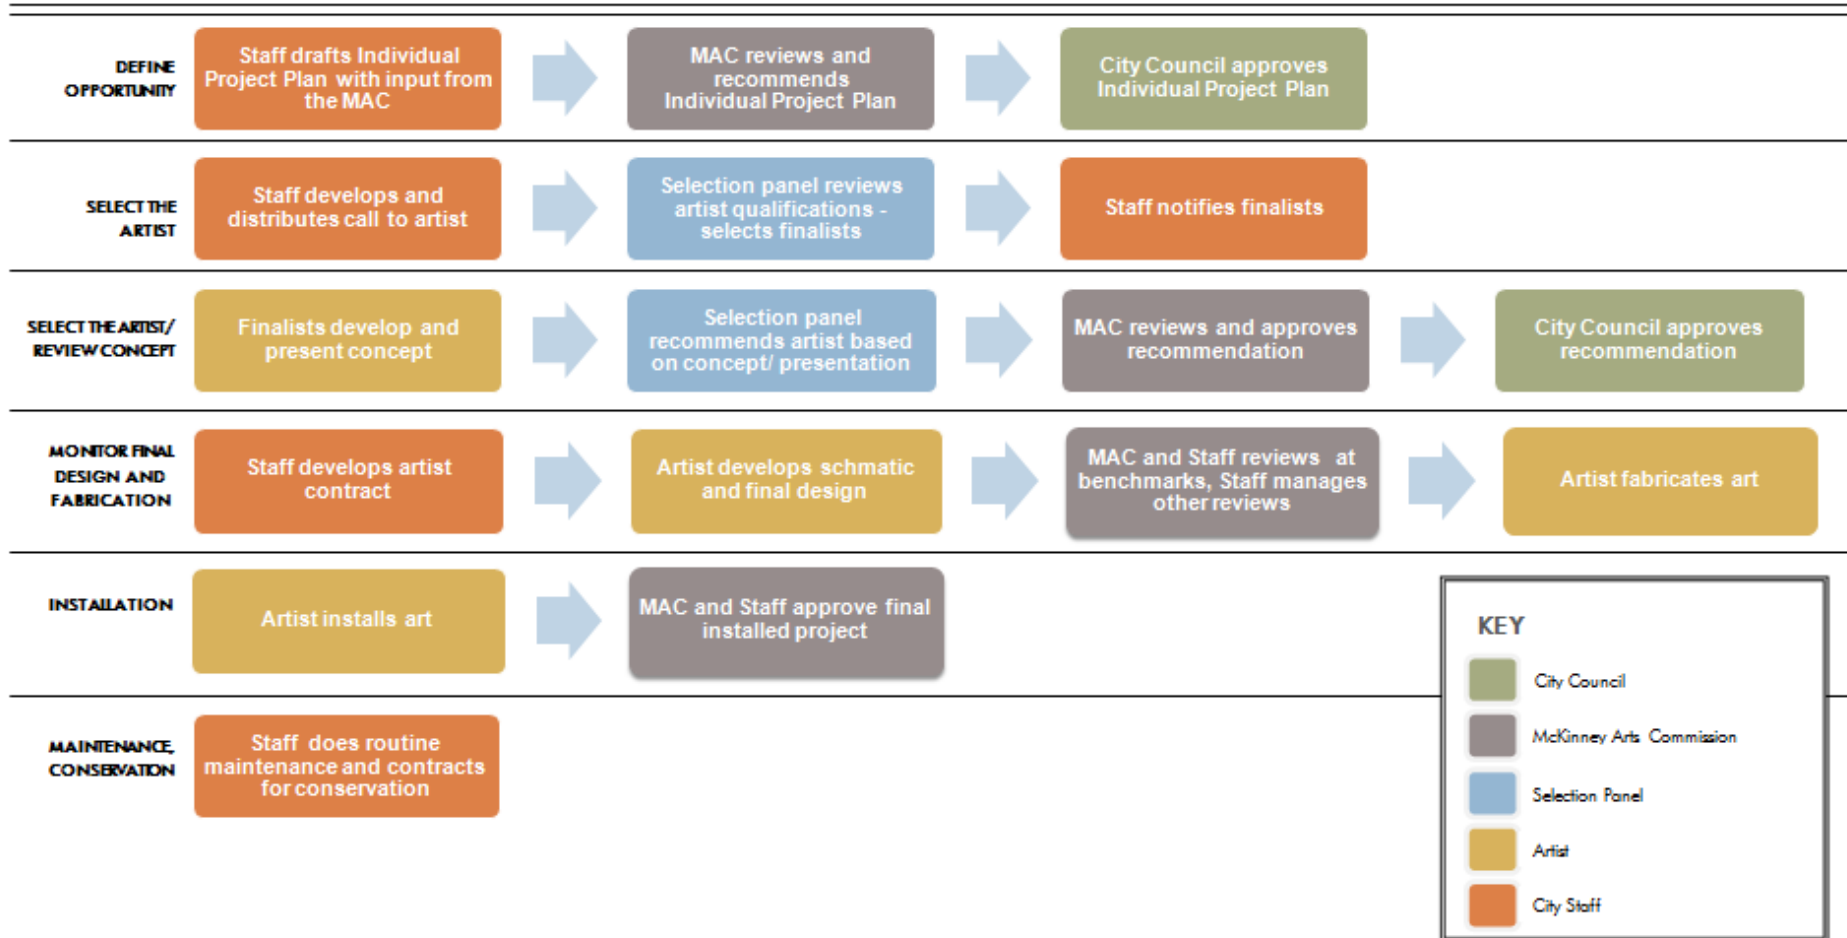 DEFINE
OPPORTUNITY
Staff drafts Individual
Project Plan with input from
the MAC
MAC reviews and
recommends
Individual Project Plan
City Council approves
Individual Project Plan
SELECT THE
ARTIST
Staff develops and
distributes call to artist
Selection panel reviews
artist qualifications -
selects finalists
Staff notifies finalists
SELECT THE ARTIST/
REVIEW CONCEPT
Finalists develop and
present concept
Selection panel
recommends artist based
on concept/ presentation
MAC reviews and approves
recommendation
City Council approves
recommendation
MONITOR FINAL
DESIGN AND
FABRICATION
Staff develops artist
contract
Artist develops schmatic
and final design
MAC and Staff reviews at
benchmarks, Staff manages
other reviews
Artist fabricates art
INSTALLATION
Artist installs art
MAC and Staff approve final
installed project
MAINTENANCE,
CONSERVATION
Staff does routine
maintenance and contracts
for conservation
KEY
City Council
McKinney Arts Commission
Selection Panel
Artist
City Staff